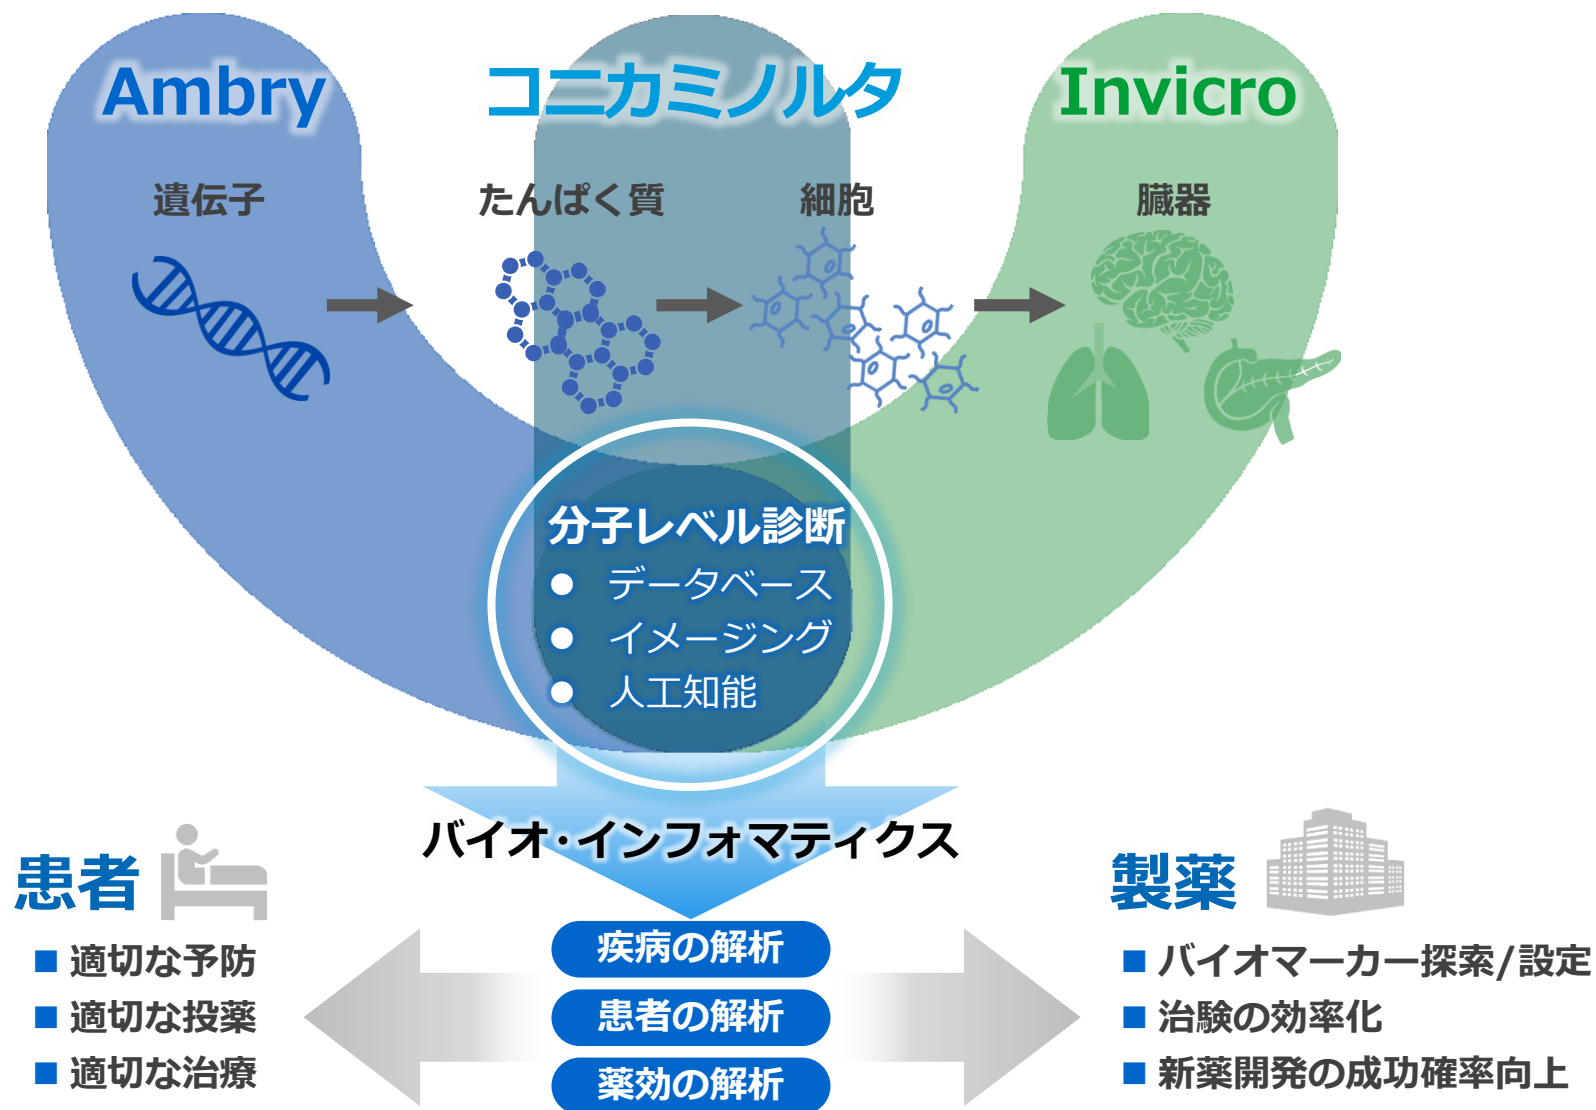 Ambry
コニカミノルタ
Invicro
遺伝子
たんぱく質
細胞
臓器
分子レベル診断
● データベース
● イメージング
● 人工知能
バイオ・インフォマティクス
患者
■ 適切な予防
■ 適切な投薬
■ 適切な治療
疾病の解析
患者の解析
薬効の解析
製薬
■ バイオマーカー探索/設定
■ 治験の効率化
■ 新薬開発の成功確率向上